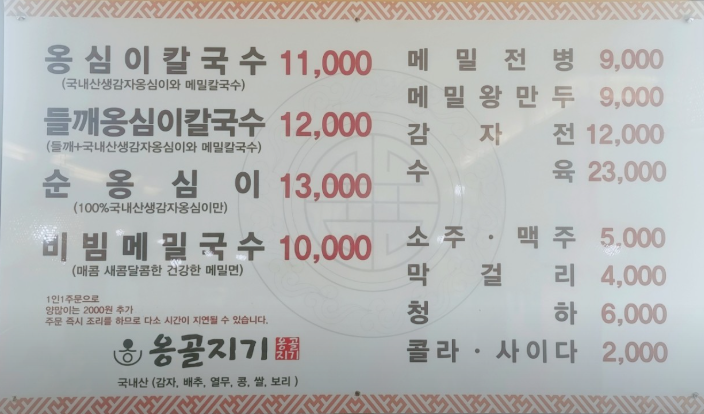 옹심이칼국수 11,000
(국내산생감자옹심이와 메밀칼국수)
들깨옹심이칼국수 12,000
(들깨+국내산생감자옹심이와 메밀칼국수)
순옹심이 13,000
(100%국내산생감자옹심이만)
비빔메밀국수 10,000
(매콤 새콤달콤한 건강한 메밀면)
1인1주문으로
양많이는 2000원 추가
주문 즉시 조리를 하므로 다소 시간이 지연될 수 있습니다.
옹 옹골지기 옹골지기
국내산 (감자, 배추, 열무, 콩, 쌀, 보리)
메밀전병 9,000
메밀왕만두 9,000
감자전 12,000
수육 23,000
소주·맥주 5,000
막걸리 4,000
청하 6,000
콜라·사이다 2,000